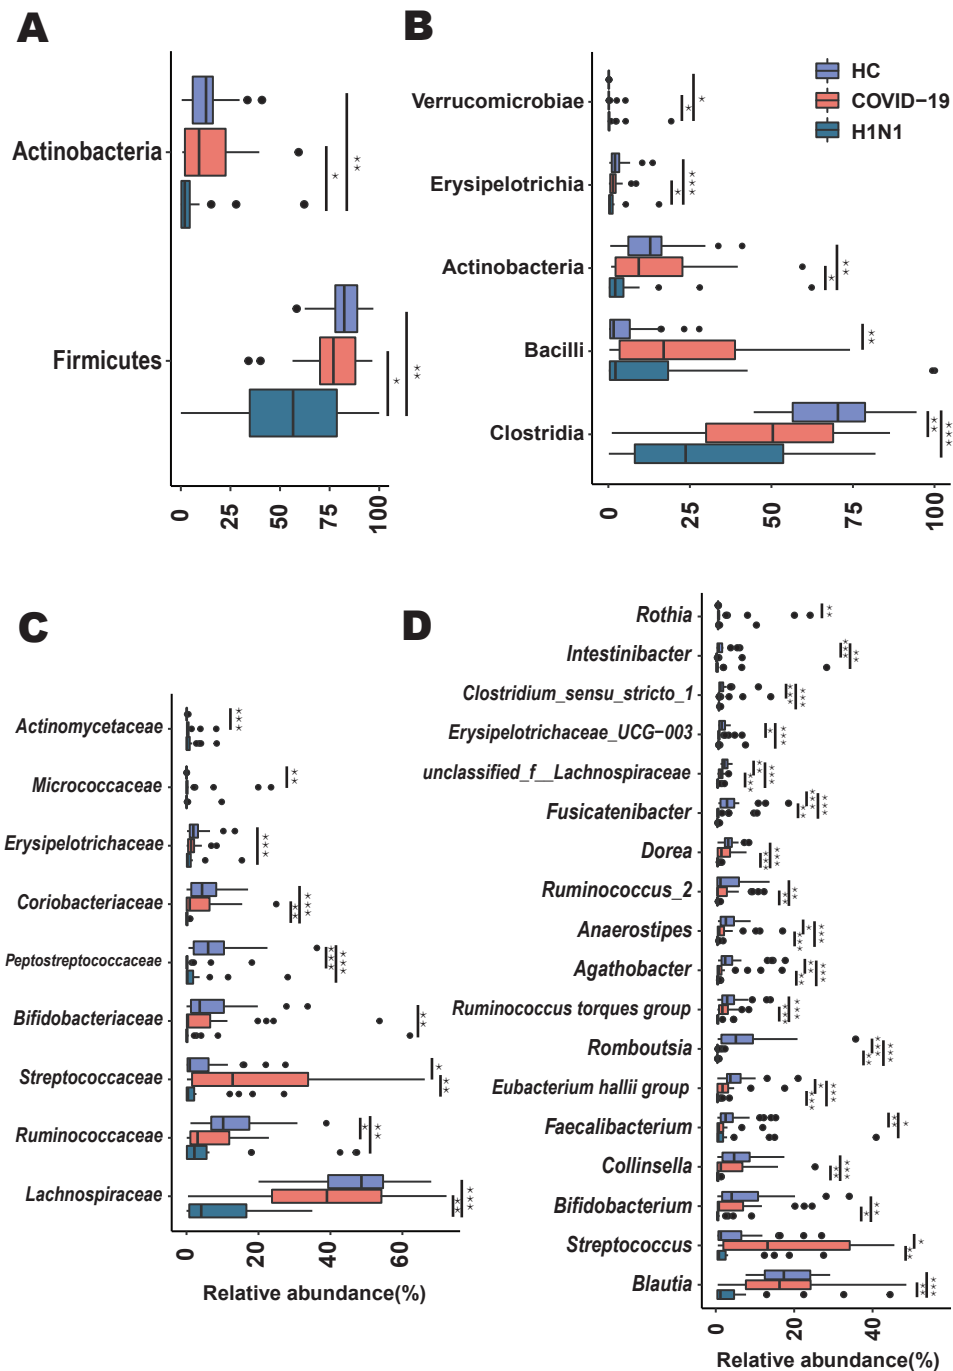 A
B
HC
COVID−19
H1N1
Actinobacteria
Firmicutes
0
25
50
75
100
Verrucomicrobiae
Erysipelotrichia
Actinobacteria
Bacilli
Clostridia
0
25
50
75
100
C
D
Actinomycetaceae
Micrococcaceae
Erysipelotrichaceae
Coriobacteriaceae
Peptostreptococcaceae
Bifidobacteriaceae
Streptococcaceae
Ruminococcaceae
Lachnospiraceae
0
20
40
60
Relative abundance(%)
Rothia
Intestinibacter
Clostridium_sensu_stricto_1
Erysipelotrichaceae_UCG−003
unclassified_f__Lachnospiraceae
Fusicatenibacter
Dorea
Ruminococcus_2
Anaerostipes
Agathobacter
Ruminococcus torques group
Romboutsia
Eubacterium hallii group
Faecalibacterium
Collinsella
Bifidobacterium
Streptococcus
Blautia
0
20
40
Relative abundance(%)